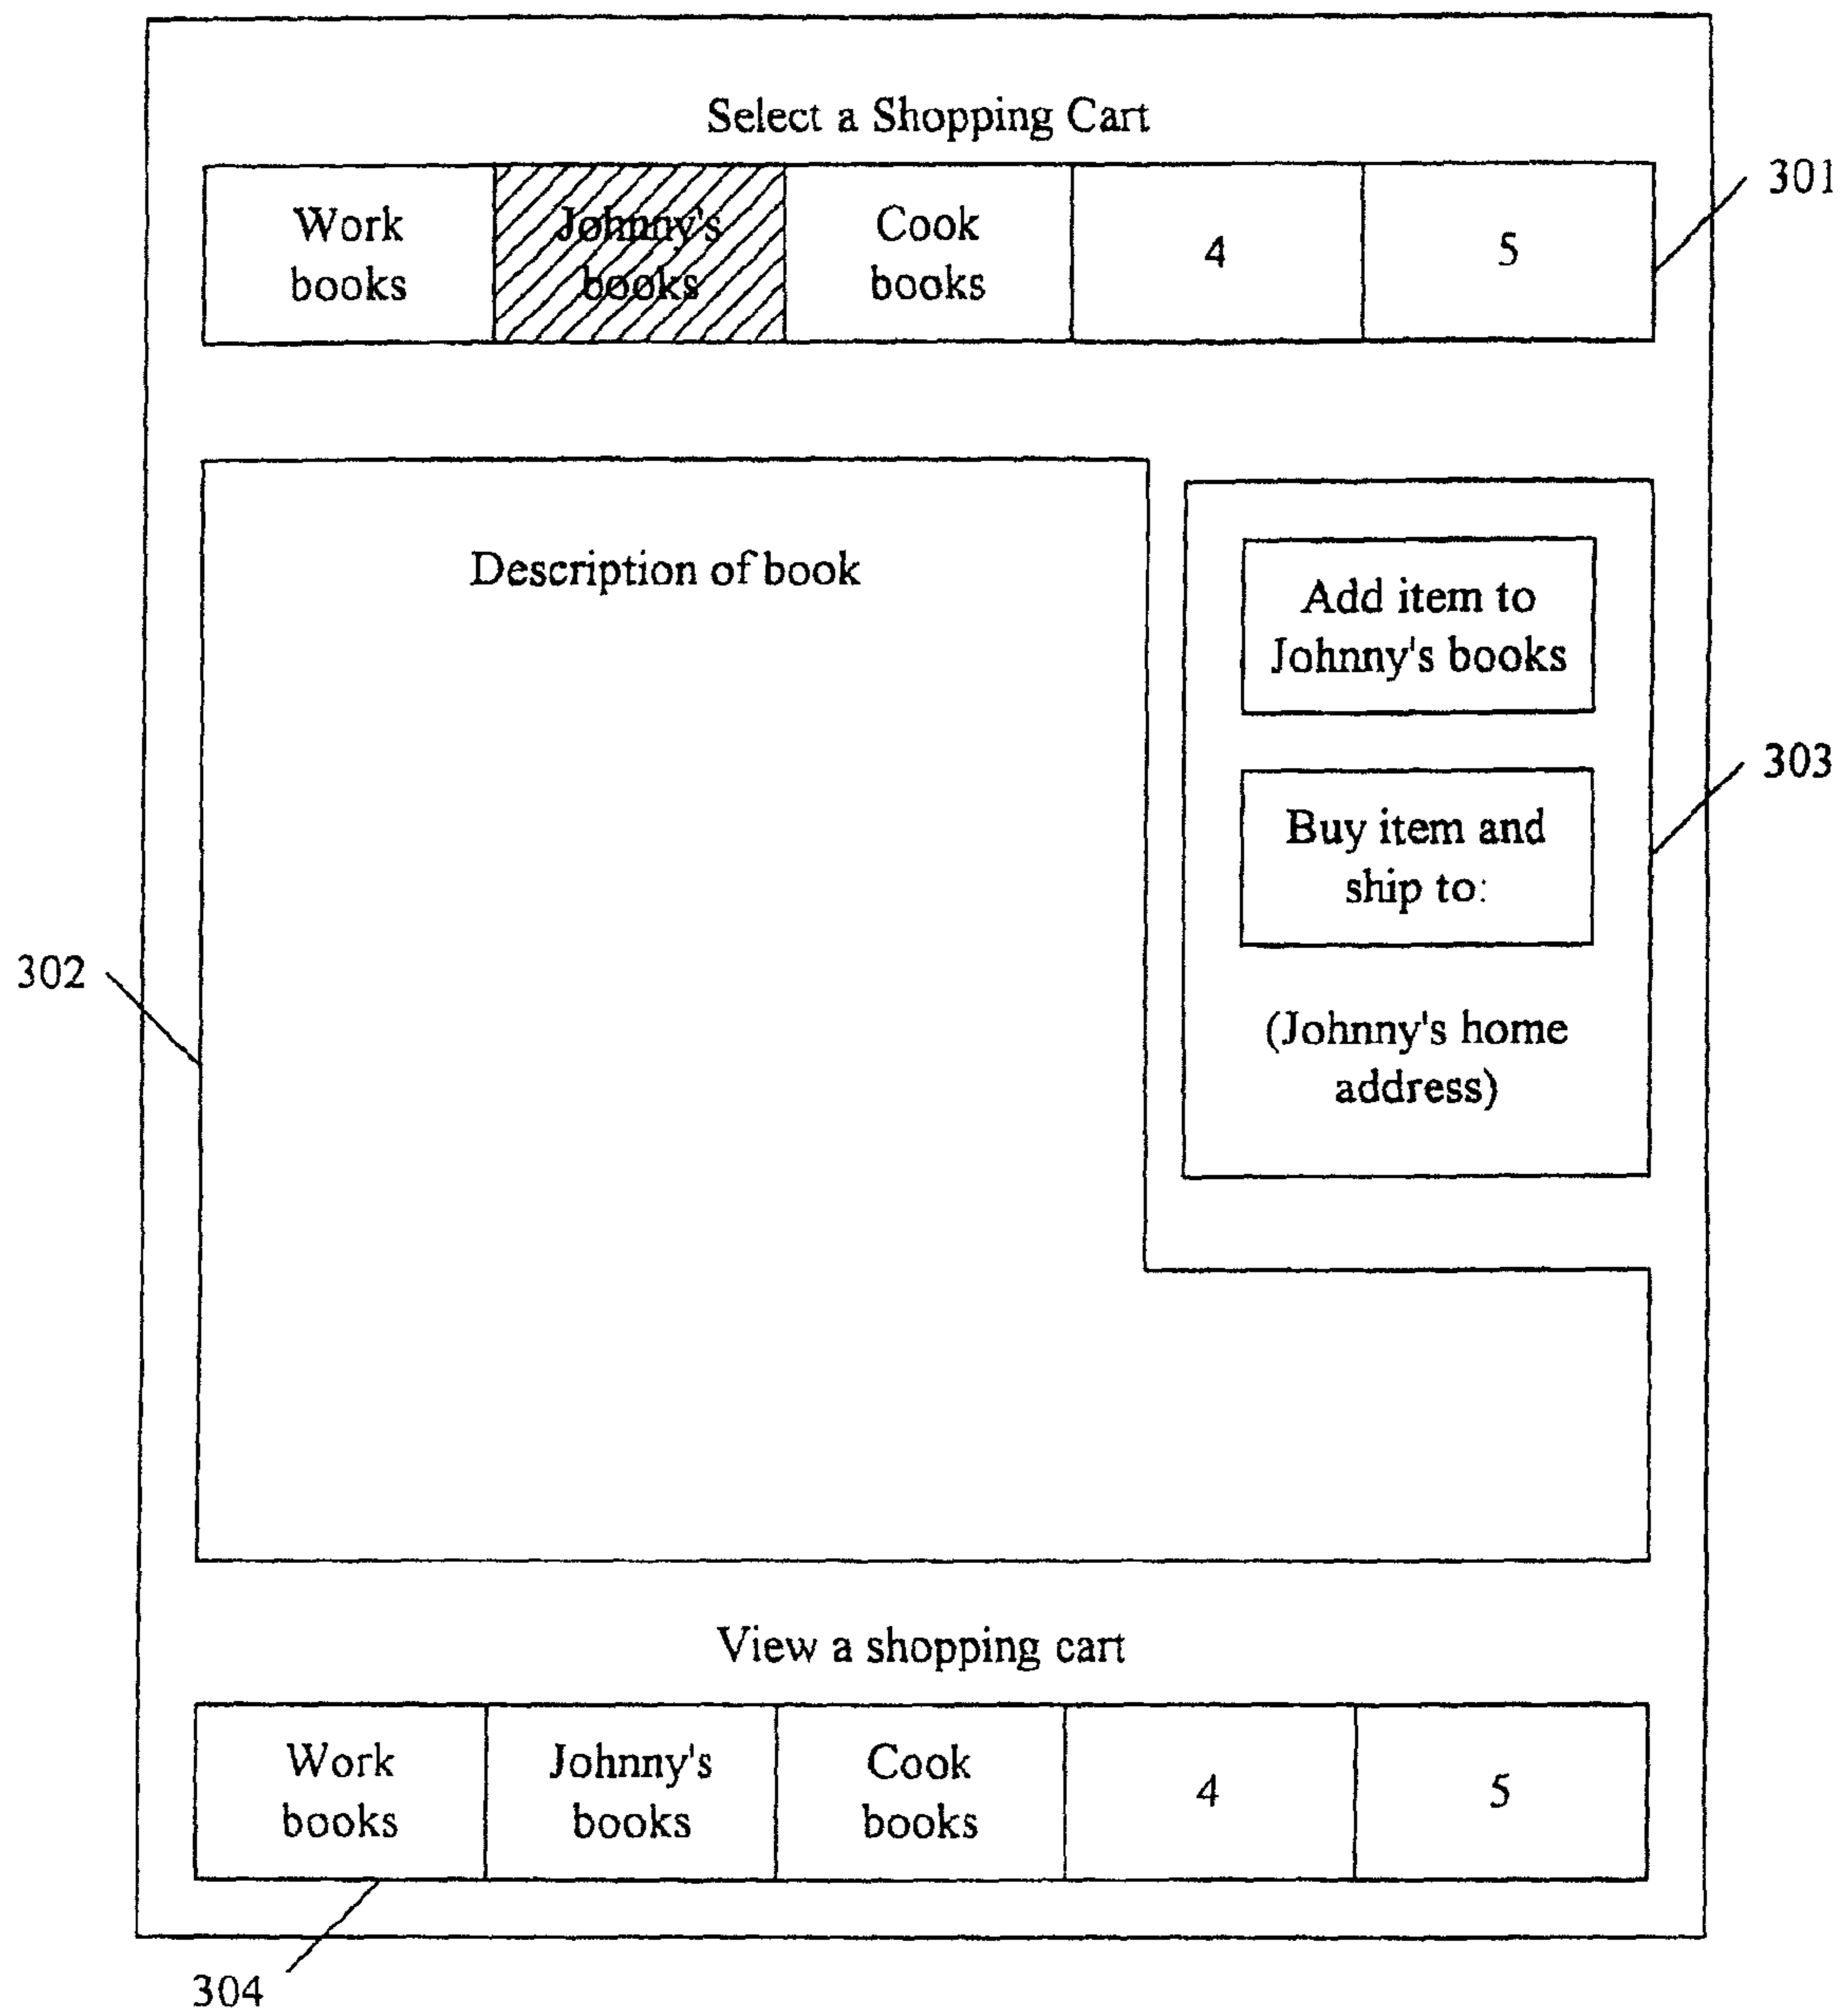 Select a Shopping Cart
301
Work
books
Johnny's
books
Cook
books
4
5
Description of book
Add item to
Johnny's books
303
Buy item and
ship to:
302
(Johnny's home
address)
View a shopping cart
Work
books
Johnny's
books
Cook
books
4
5
304